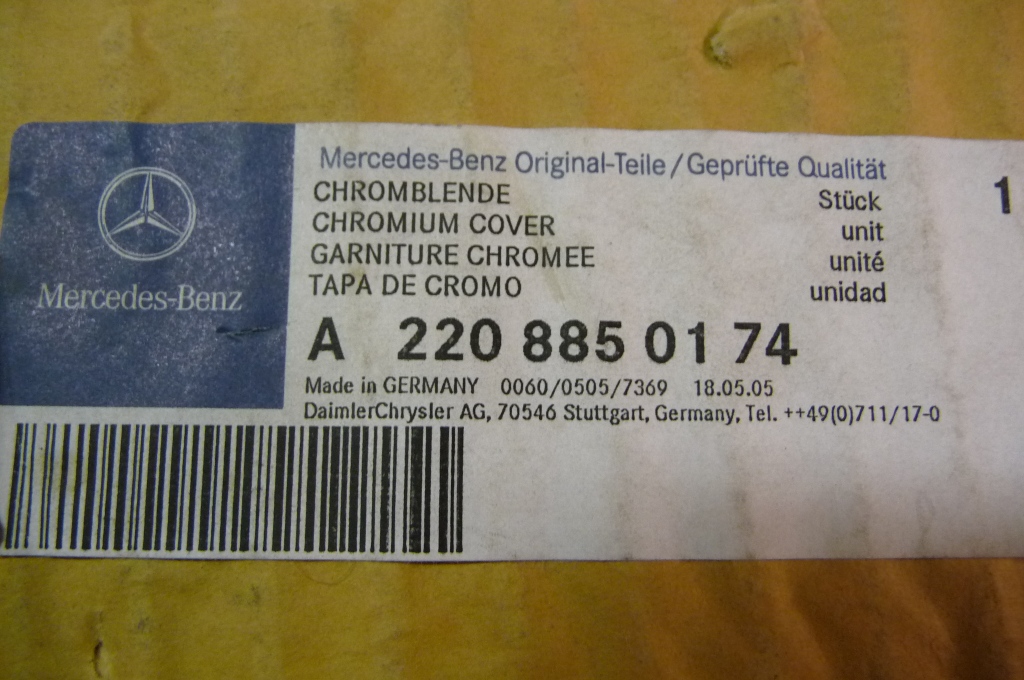 Mercedes-Benz Original-Teile/Geprüfte Qualität
CHROMBLENDE Stück 1
CHROMIUM COVER unit
GARNITURE CHROMEE unité
TAPA DE CROMO unidad
Mercedes-Benz
A 220 885 01 74
Made in GERMANY 0060/0505/7369 18.05.05
DaimlerChrysler AG, 70546 Stuttgart, Germany, Tel. ++49(0)711/17-0